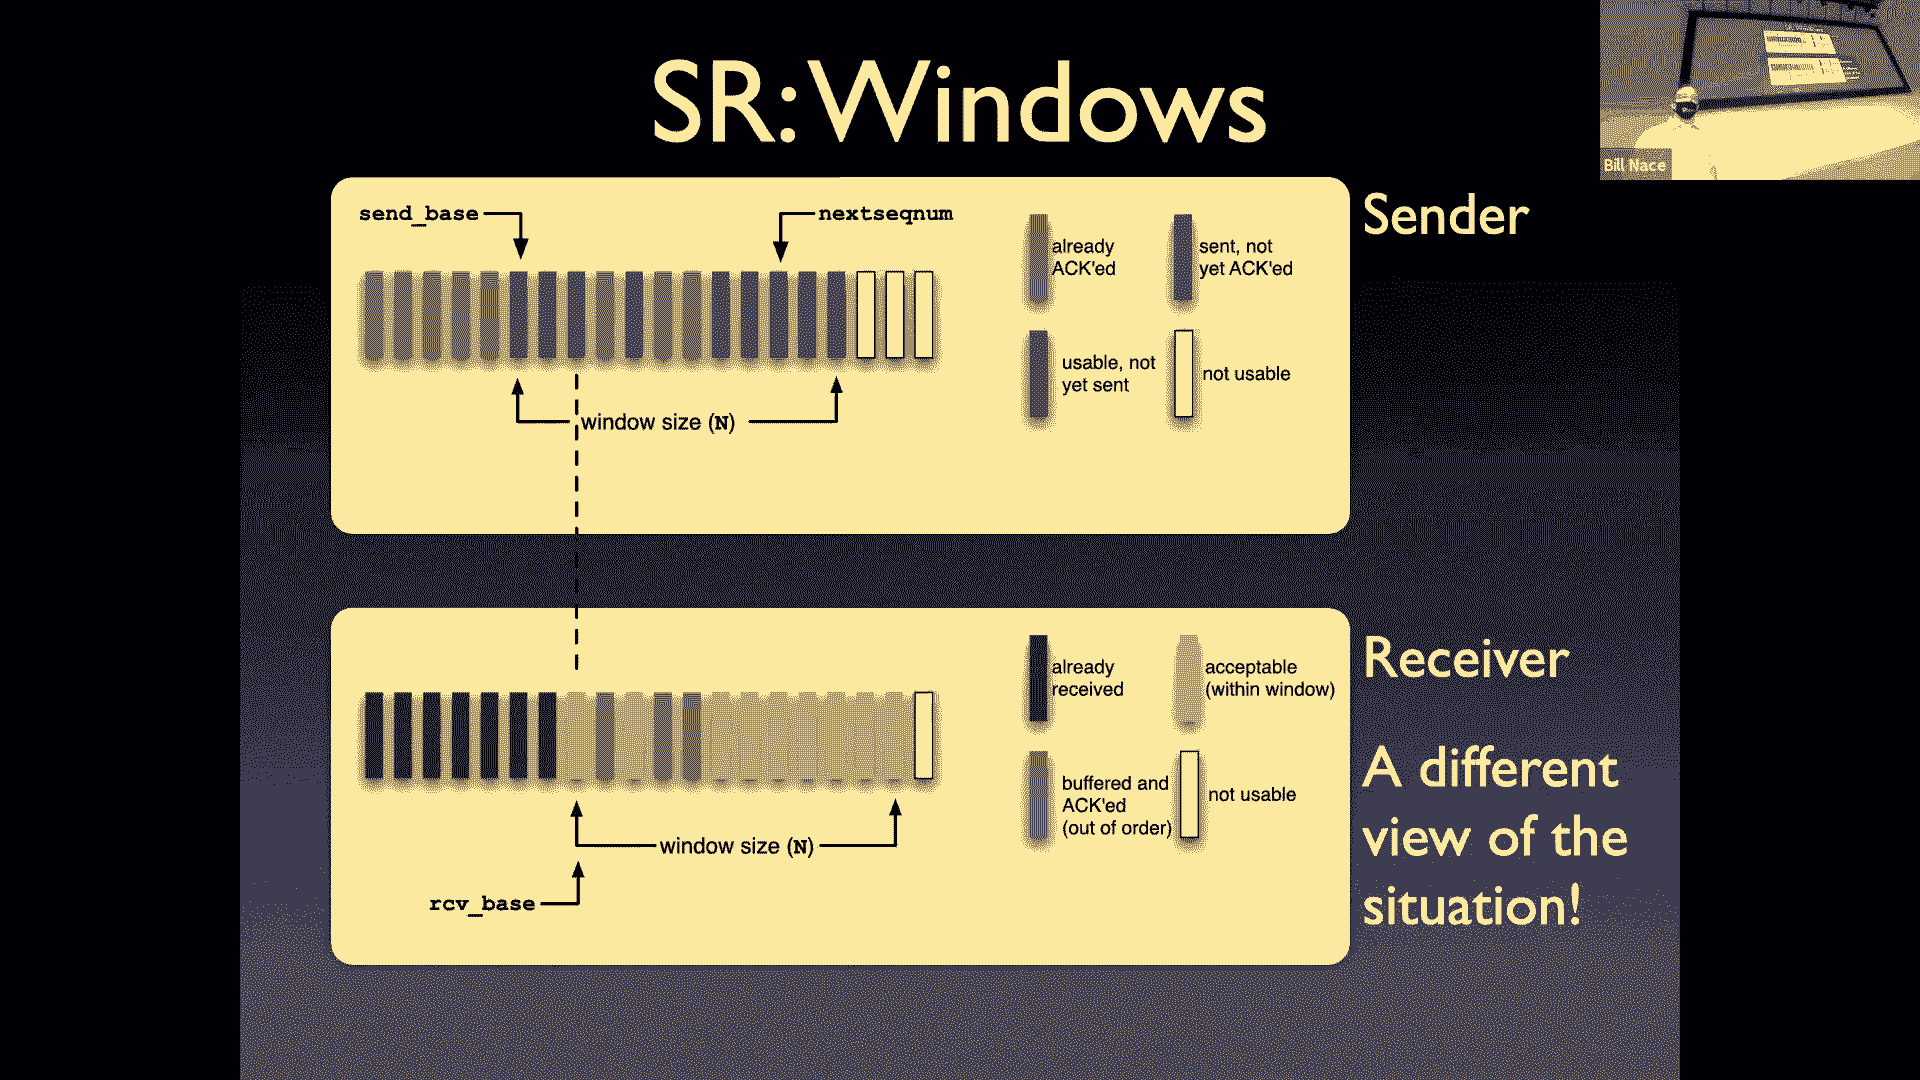 SR: Windows
Bill Nace
send_base
nextseqnum
already
ACK'ed
sent, not
yet ACK'ed
usable, not
yet sent
not usable
window size (N)
Sender
already
received
acceptable
(within window)
buffered and
ACK'ed
(out of order)
not usable
window size (N)
rcv_base
Receiver
A different
view of the
situation!